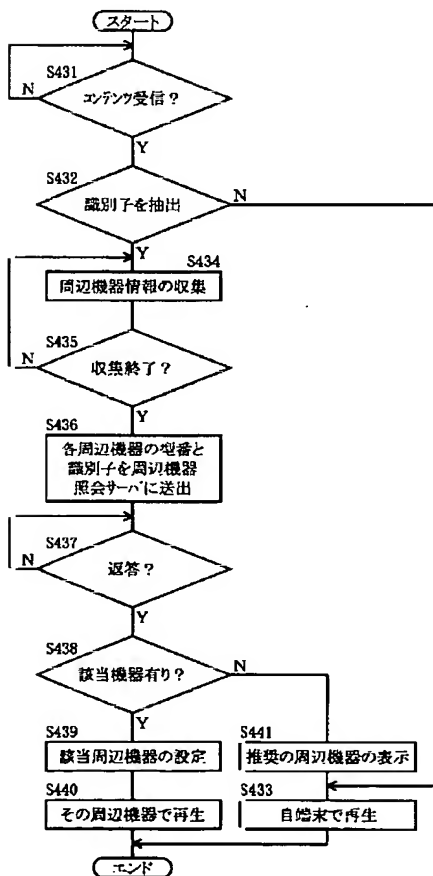 スタート
S431
コンテンツ受信？
N
Y
S432
識別子を抽出
N
Y
S434
周辺機器情報の収集
S435
収集終了？
N
Y
S436
各周辺機器の型番と
識別子を周辺機器
照会サーバに送出
S437
返答？
N
Y
S438
該当機器有り？
N
Y
S439
該当周辺機器の設定
S441
推奨の周辺機器の表示
S440
その周辺機器で再生
S433
自端末で再生
エンド